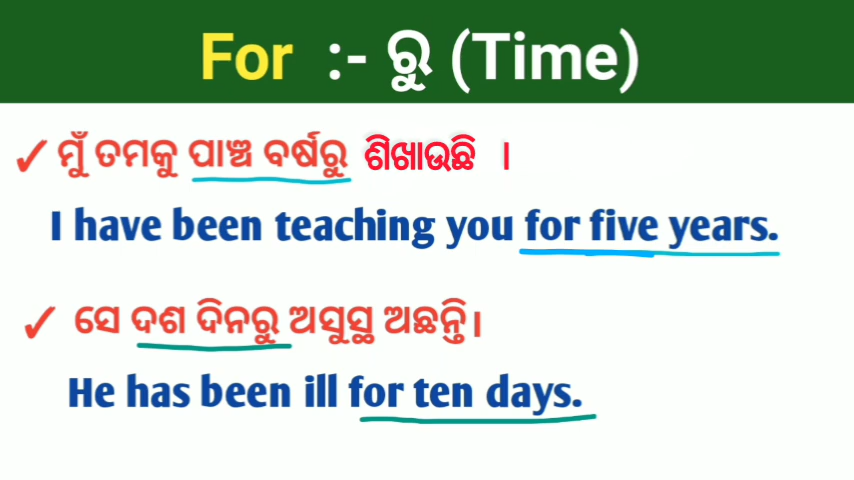 For :- ରୁ (Time)
✓ ମୁଁ ତମକୁ ପାଞ୍ଚ ବର୍ଷରୁ ଶିଖାଉଛି ।
I have been teaching you for five years.
✓ ସେ ଦଶ ଦିନରୁ ଅସୁସ୍ଥ ଅଛନ୍ତି।
He has been ill for ten days.